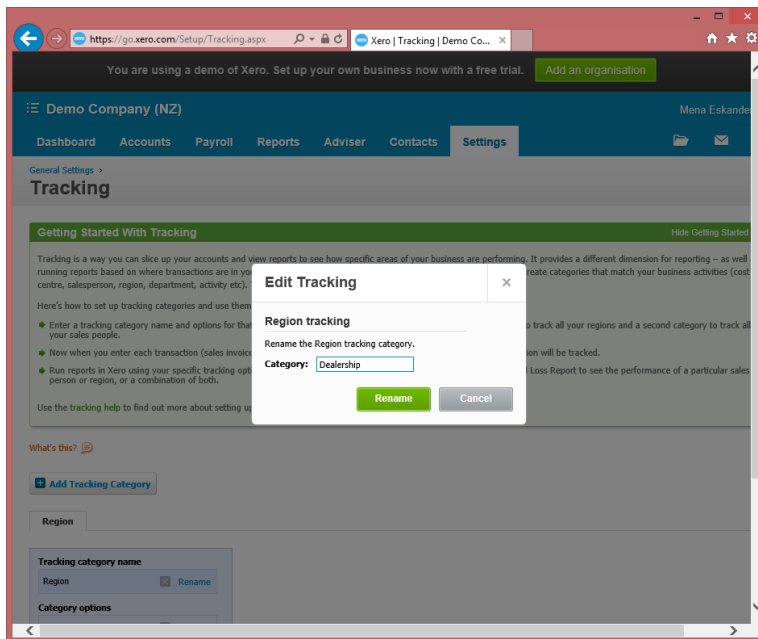 https://go.xero.com/Setup/Tracking.aspx
Xero | Tracking | Demo Co...
You are using a demo of Xero. Set up your own business now with a free trial.
Add an organisation
Demo Company (NZ)
Mena Eskander
Dashboard Accounts Payroll Reports Adviser Contacts Settings
General Settings ›
Tracking
Getting Started With Tracking
Hide Getting Started
Tracking is a way you can slice up your accounts and view reports to see how specific areas of your business are performing. It provides a different dimension for reporting – as well
running reports based on where transactions are in yo
reate categories that match your business activities (cost
centre, salesperson, region, department, activity etc).
Here's how to set up tracking categories and use them
Enter a tracking category name and options for that
o track all your regions and a second category to track all
your sales people.
Now when you enter each transaction (sales invoice
ion will be tracked.
Run reports in Xero using your specific tracking opti
Loss Report to see the performance of a particular sales
person or region, or a combination of both.
Use the tracking help to find out more about setting up
Edit Tracking
Region tracking
Rename the Region tracking category.
Category: Dealership
Rename
Cancel
What's this?
Add Tracking Category
Region
Tracking category name
Region
Rename
Category options